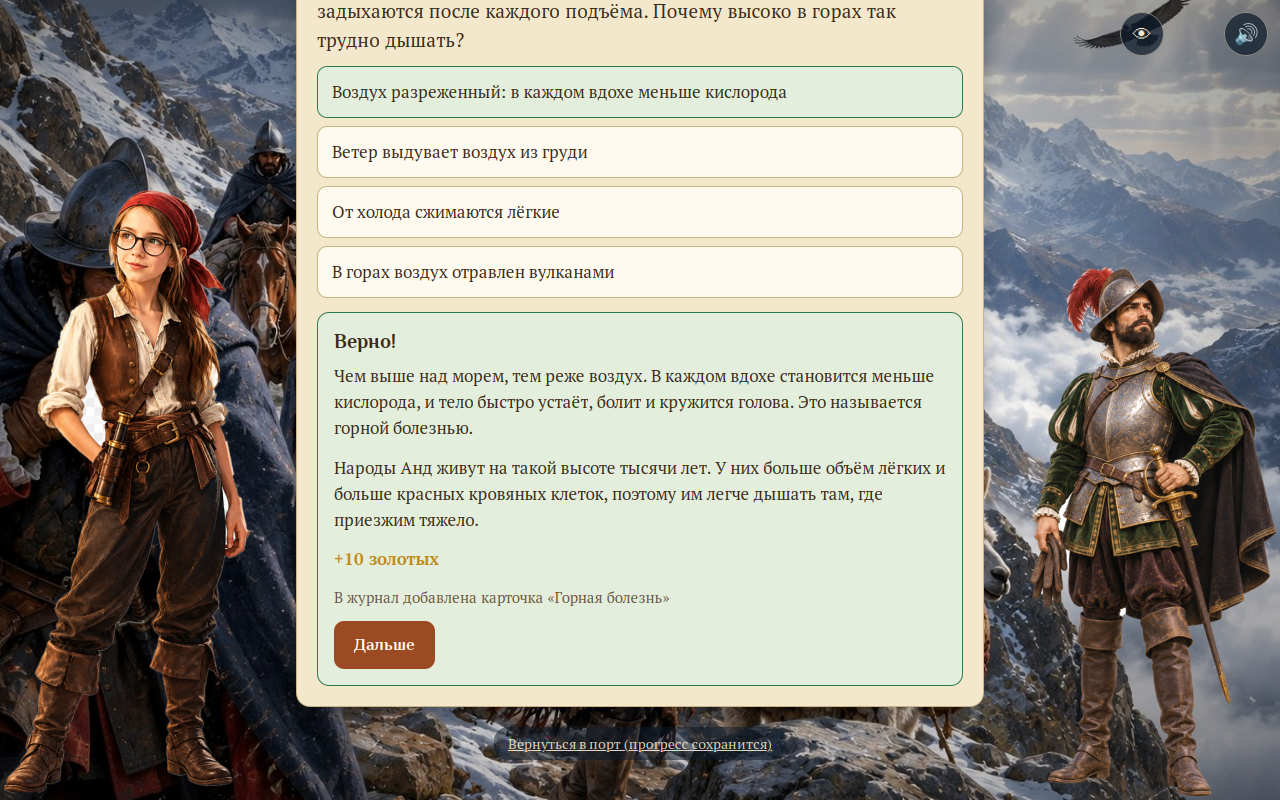 задыхаются после каждого подъёма. Почему высоко в горах так
трудно дышать?
Воздух разреженный: в каждом вдохе меньше кислорода
Ветер выдувает воздух из груди
От холода сжимаются лёгкие
В горах воздух отравлен вулканами
Верно!
Чем выше над морем, тем реже воздух. В каждом вдохе становится меньше
кислорода, и тело быстро устаёт, болит и кружится голова. Это называется
горной болезнью.
Народы Анд живут на такой высоте тысячи лет. У них больше объём лёгких и
больше красных кровяных клеток, поэтому им легче дышать там, где
приезжим тяжело.
+10 золотых
В журнал добавлена карточка «Горная болезнь»
Дальше
Вернуться в порт (прогресс сохранится)